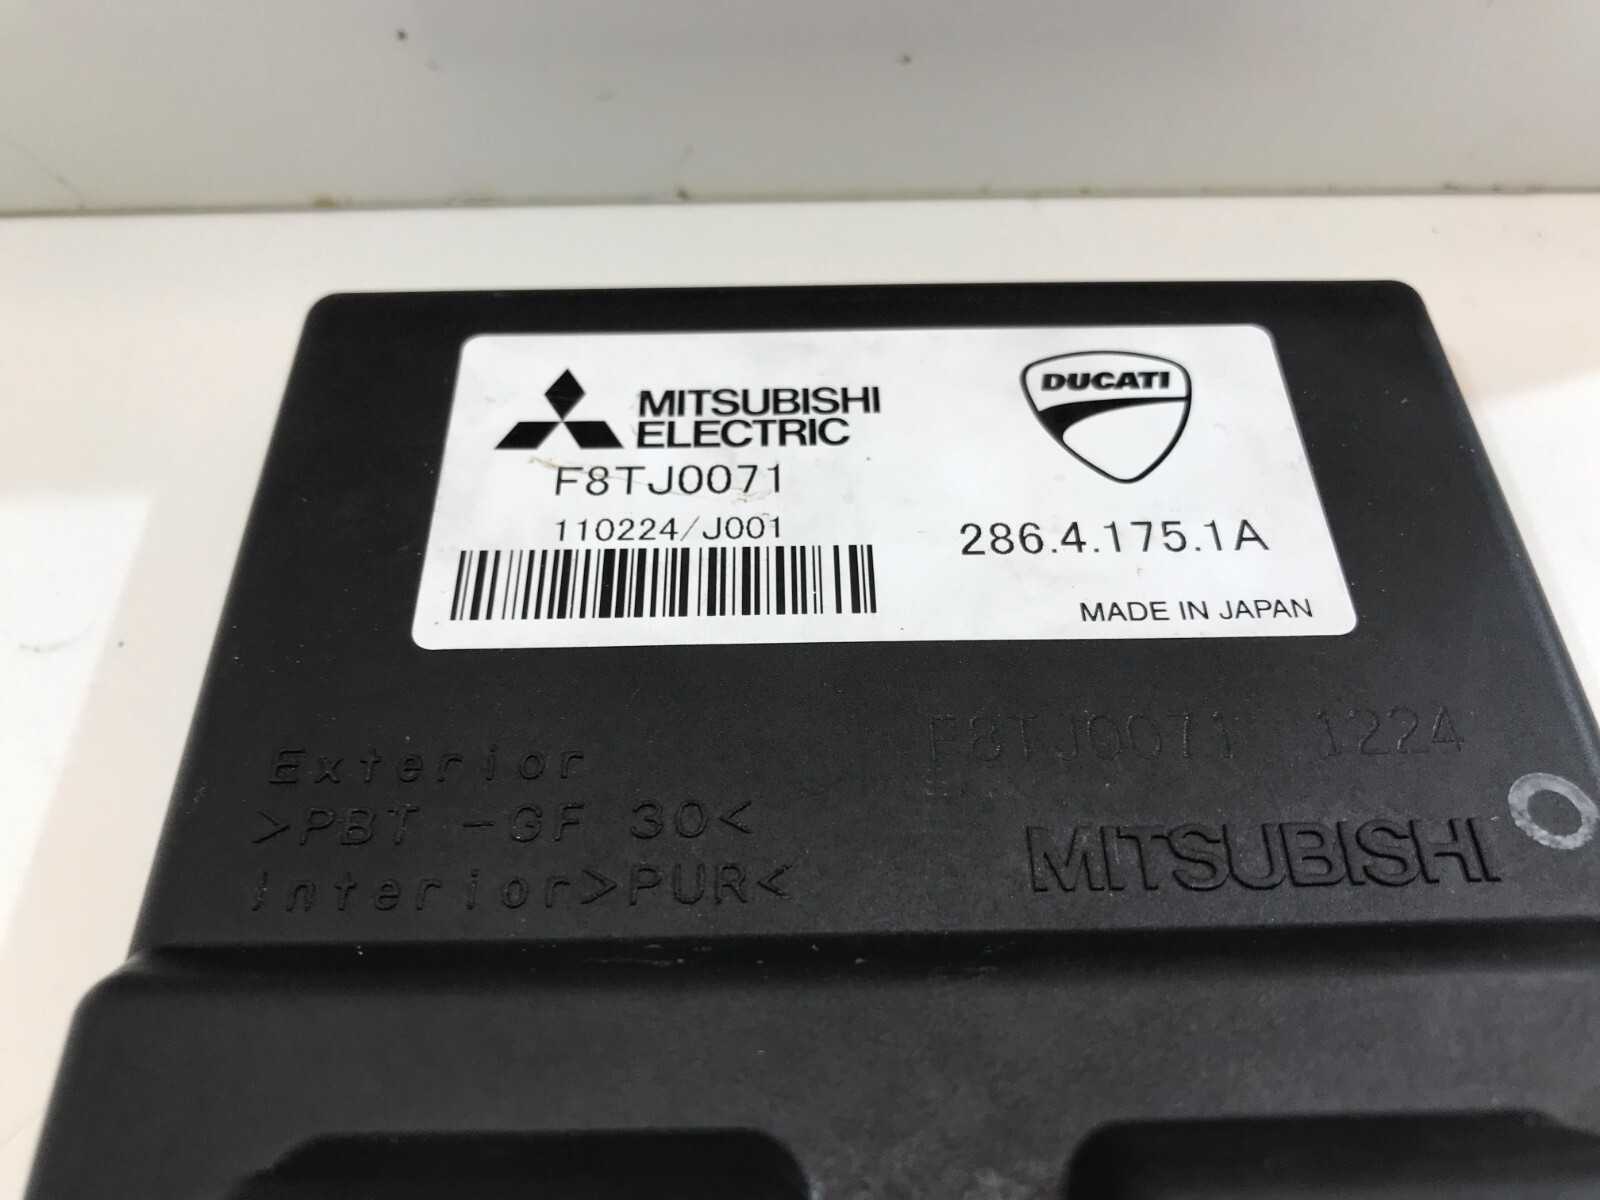 MITSUBISHI
ELECTRIC
F8TJ0071
110224/J001
DUCATI
286.4.175.1A
MADE IN JAPAN
F8TJ0071 1224
Exterior
>PBT -GF 30<
Interior>PUR<
MITSUBISHI